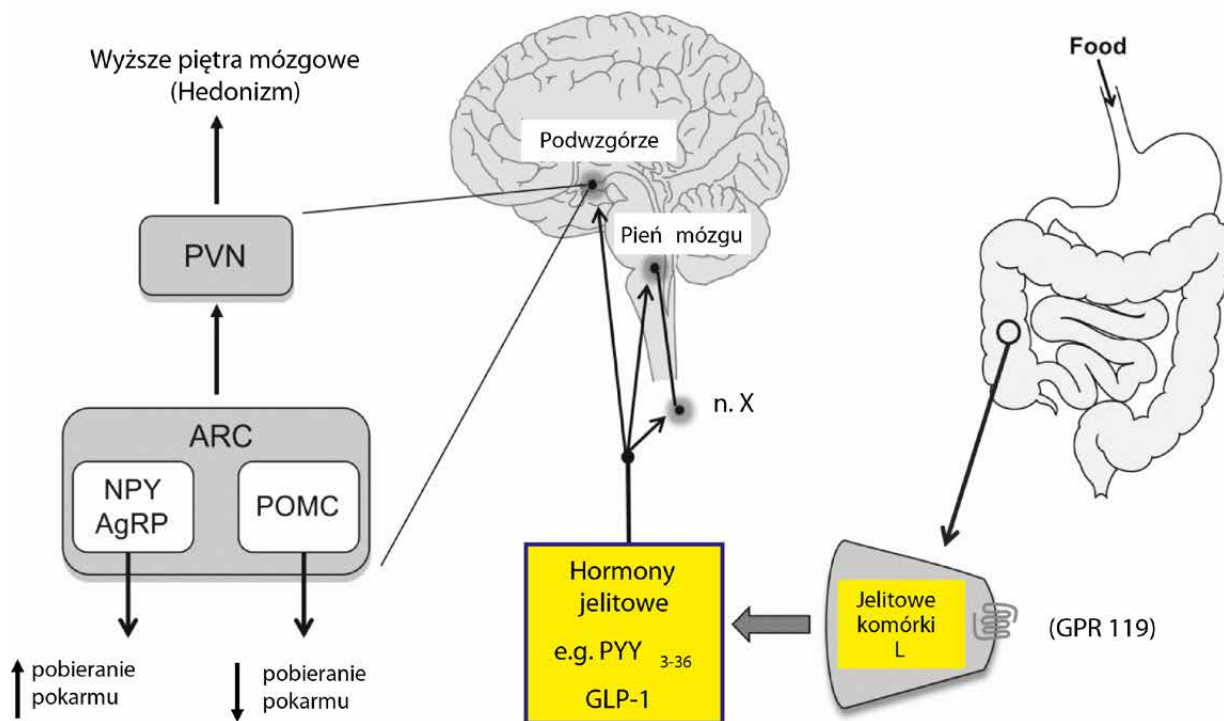 Wyższe piętra mózgowe
(Hedonizm)
PVN
ARC
NPY
AgRP
POMC
pobieranie
pokarmu
pobieranie
pokarmu
Podwzgórze
Pień mózgu
n. X
Hormony
jelitowe
e.g. PYY 3-36
GLP-1
Food
Jelitowe
komórki
L
(GPR 119)